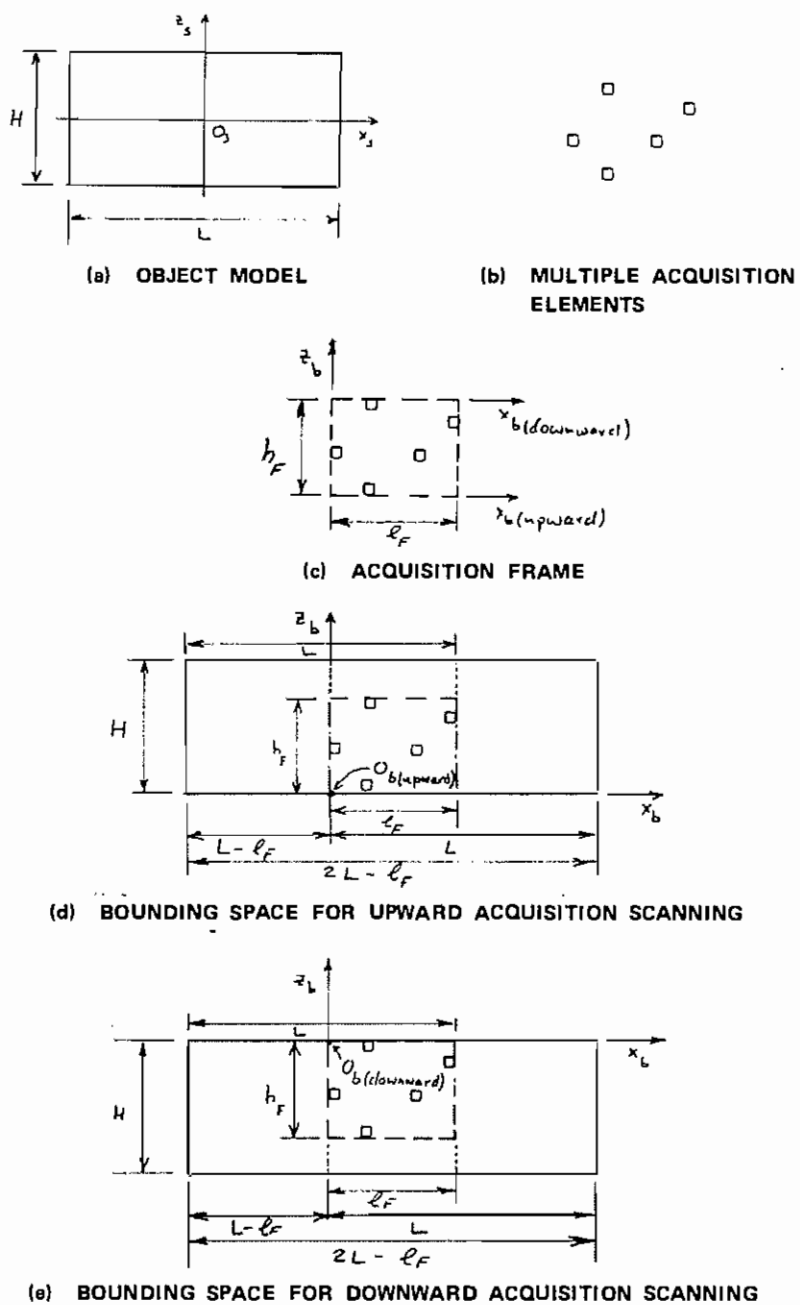 z_s
H
O_s
x_s
L
(a) OBJECT MODEL
(b) MULTIPLE ACQUISITION
ELEMENTS
z_b
x_b(downward)
h_F
x_b(upward)
ℓ_F
(c) ACQUISITION FRAME
z_b
L
H
h_F
O_b(upward)
x_b
ℓ_F
L-ℓ_F
L
2L-ℓ_F
(d) BOUNDING SPACE FOR UPWARD ACQUISITION SCANNING
z_b
L
x_b
O_b(downward)
h_F
H
ℓ_F
L-ℓ_F
L
2L-ℓ_F
(e) BOUNDING SPACE FOR DOWNWARD ACQUISITION SCANNING